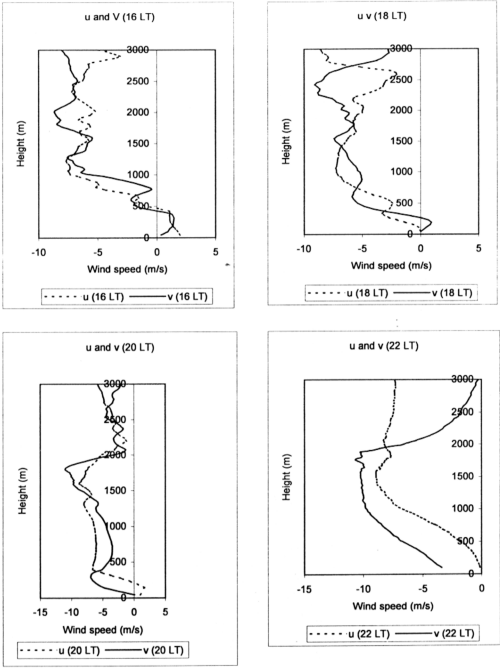 u and V (16 LT)
Height (m)
3000
2500
2000
1500
1000
500
0
-10 -5 0 5
Wind speed (m/s)
u (16 LT) v (16 LT)
u v (18 LT)
Height (m)
3000
2500
2000
1500
1000
500
0
-10 -5 0 5
Wind speed (m/s)
u (18 LT) v (18 LT)
u and v (20 LT)
Height (m)
3000
2500
2000
1500
1000
500
0
-15 -10 -5 0 5
Wind speed (m/s)
u (20 LT) v (20 LT)
u and v (22 LT)
Height (m)
3000
2500
2000
1500
1000
500
0
-15 -10 -5 0
Wind speed (m/s)
u (22 LT) v (22 LT)